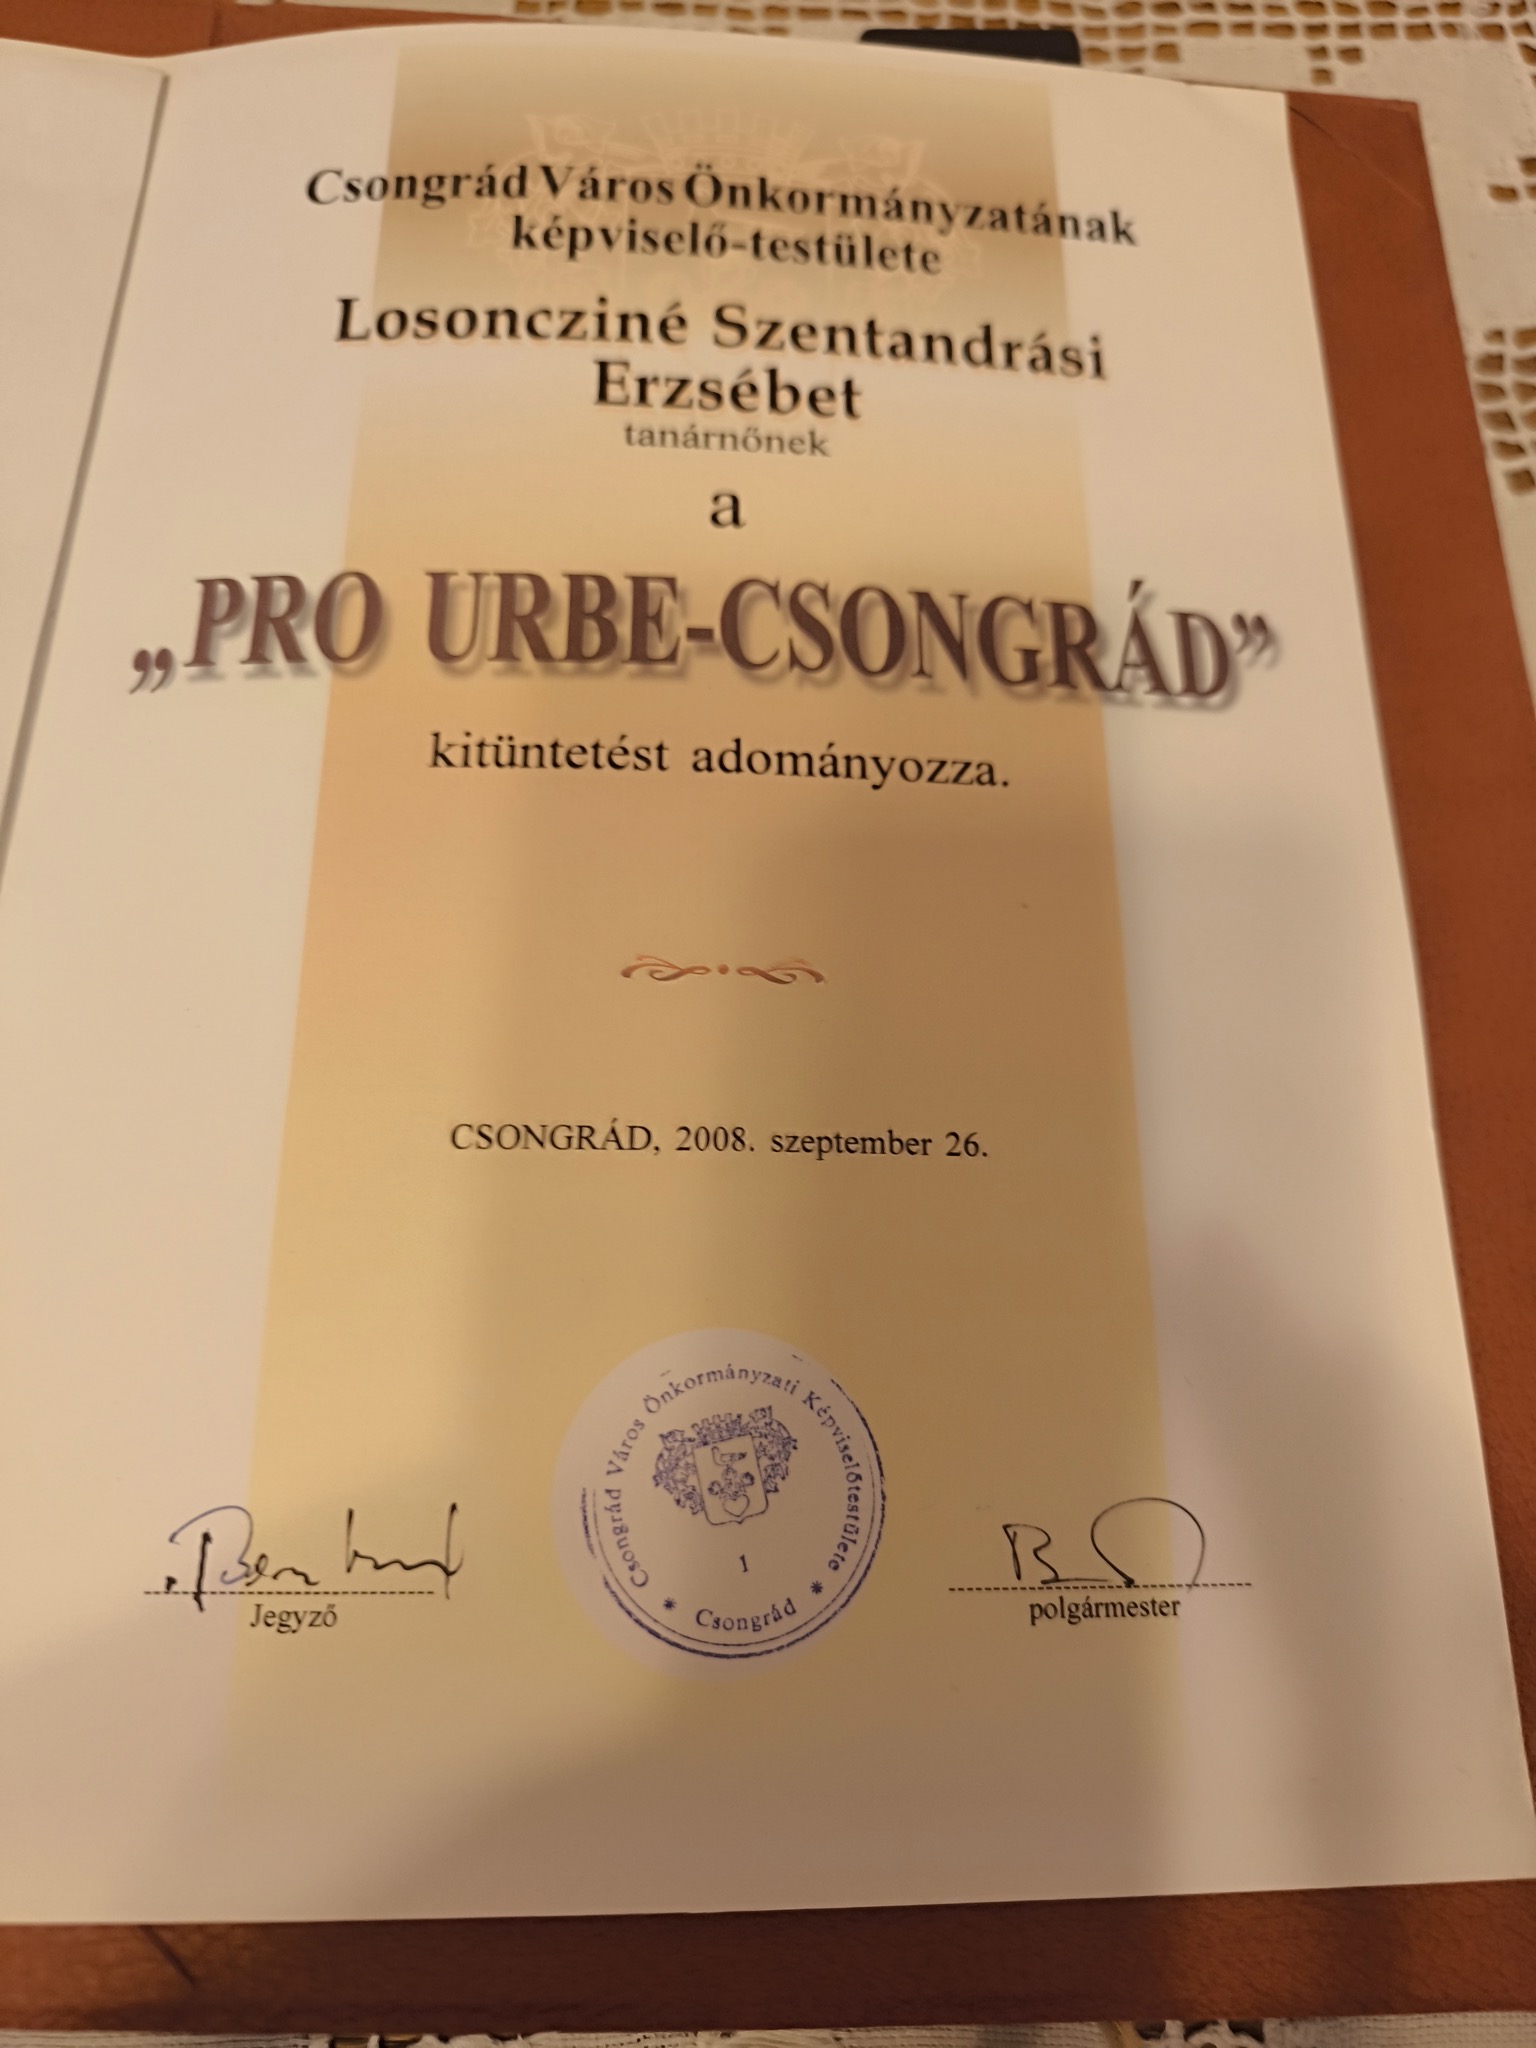 Csongrád Város Önkormányzatának
képviselő-testülete
Losoncziné Szentandrási
Erzsébet
tanárnőnek
a
„PRO URBE-CSONGRÁD”
kitüntetést adományozza.
CSONGRÁD, 2008. szeptember 26.
Csongrád Város Önkormányzati Képviselőtestülete
1
* Csongrád *
Jegyző
polgármester